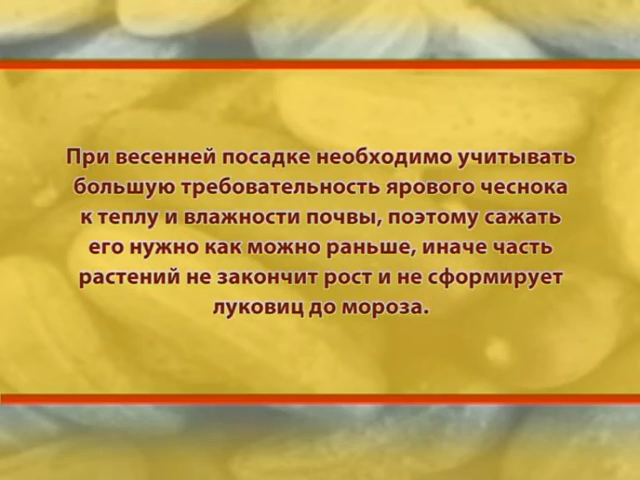 При весенней посадке необходимо учитывать
большую требовательность ярового чеснока
к теплу и влажности почвы, поэтому сажать
его нужно как можно раньше, иначе часть
растений не закончит рост и не сформирует
луковиц до мороза.